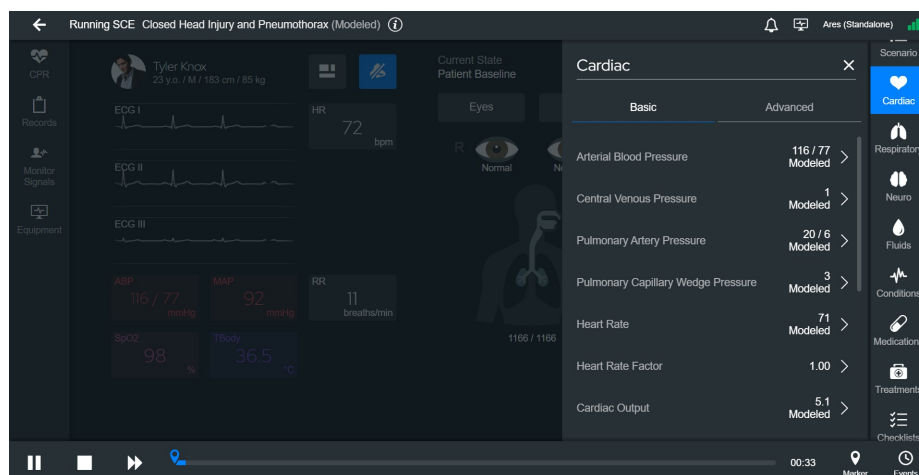 Running SCE Closed Head Injury and Pneumothorax (Modeled) i
Ares (Standalone)
CPR
Records
Monitor
Signals
Equipment
Tyler Knox
23 y.o. / M / 183 cm / 85 kg
Current State
Patient Baseline
ECG I
HR
72
bpm
Eyes
R
Normal
ECG II
ECG III
ABP
116 / 77
mmHg
MAP
92
mmHg
RR
11
breaths/min
SpO2
98
%
TBody
36.5
°C
1166 / 1166
Cardiac
Basic
Advanced
Arterial Blood Pressure
116 / 77
Modeled
Central Venous Pressure
1
Modeled
Pulmonary Artery Pressure
20 / 6
Modeled
Pulmonary Capillary Wedge Pressure
3
Modeled
Heart Rate
71
Modeled
Heart Rate Factor
1.00
Cardiac Output
5.1
Modeled
Scenario
Cardiac
Respiratory
Neuro
Fluids
Conditions
Medication
Treatments
Checklists
00:33
Marker
Events